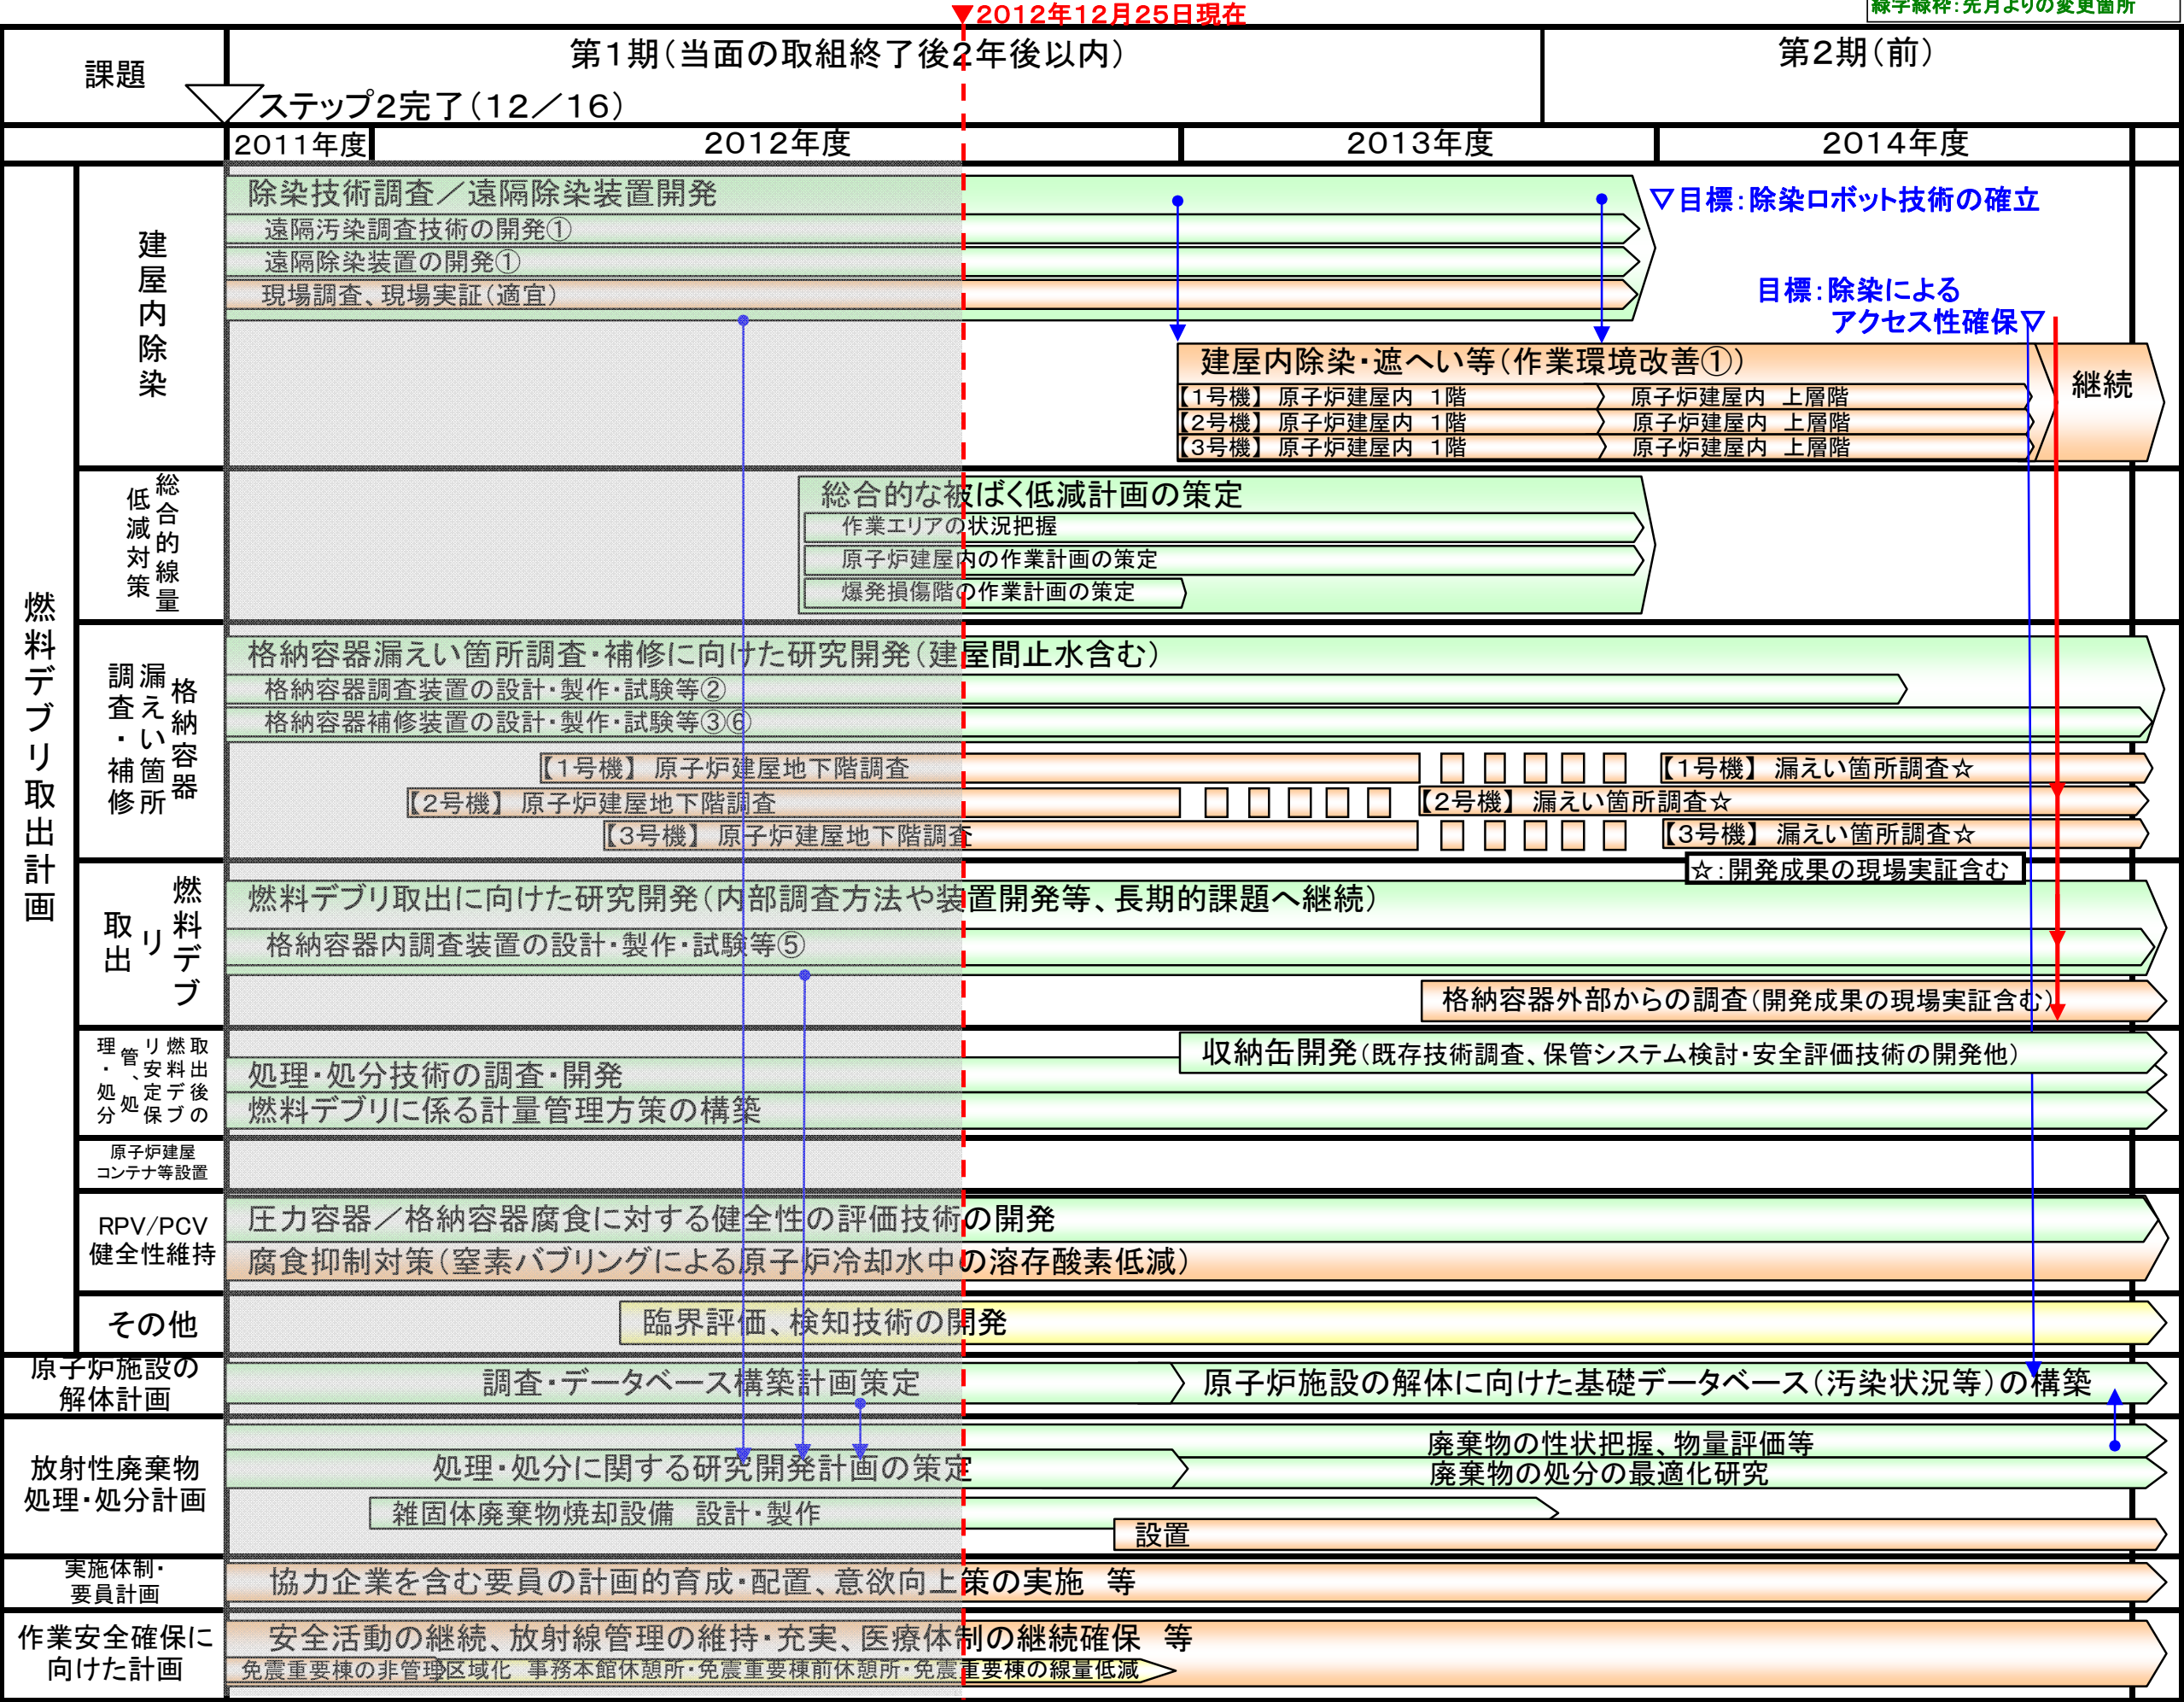 ▼2012年12月25日現在
緑字緑枠：先月よりの変更箇所
課題
第1期(当面の取組終了後2年後以内)
第2期(前)
ステップ2完了(12／16)
2011年度
2012年度
2013年度
2014年度
燃料デブリ取出計画
建屋内除染
除染技術調査／遠隔除染装置開発
遠隔汚染調査技術の開発①
遠隔除染装置の開発①
現場調査、現場実証(適宜)
▽目標：除染ロボット技術の確立
目標：除染による
アクセス性確保▽
建屋内除染・遮へい等(作業環境改善①)
【1号機】 原子炉建屋内 1階
原子炉建屋内 上層階
【2号機】 原子炉建屋内 1階
原子炉建屋内 上層階
【3号機】 原子炉建屋内 1階
原子炉建屋内 上層階
継続
総合的線量
低減対策
総合的な被ばく低減計画の策定
作業エリアの状況把握
原子炉建屋内の作業計画の策定
爆発損傷階の作業計画の策定
格納容器
漏えい箇所
調査・補修
格納容器漏えい箇所調査・補修に向けた研究開発(建屋間止水含む)
格納容器調査装置の設計・製作・試験等②
格納容器補修装置の設計・製作・試験等③⑥
【1号機】 原子炉建屋地下階調査
【1号機】 漏えい箇所調査☆
【2号機】 原子炉建屋地下階調査
【2号機】 漏えい箇所調査☆
【3号機】 原子炉建屋地下階調査
【3号機】 漏えい箇所調査☆
☆：開発成果の現場実証含む
燃料デブ
リ
取出
燃料デブリ取出に向けた研究開発(内部調査方法や装置開発等、長期的課題へ継続)
格納容器内調査装置の設計・製作・試験等⑤
格納容器外部からの調査(開発成果の現場実証含む)
取出後の
燃料デブ
リ安定保
管、処
理・処分
収納缶開発(既存技術調査、保管システム検討・安全評価技術の開発他)
処理・処分技術の調査・開発
燃料デブリに係る計量管理方策の構築
原子炉建屋
コンテナ等設置
RPV/PCV
健全性維持
圧力容器／格納容器腐食に対する健全性の評価技術の開発
腐食抑制対策(窒素バブリングによる原子炉冷却水中の溶存酸素低減)
その他
臨界評価、検知技術の開発
原子炉施設の
解体計画
調査・データベース構築計画策定
原子炉施設の解体に向けた基礎データベース(汚染状況等)の構築
放射性廃棄物
処理・処分計画
廃棄物の性状把握、物量評価等
処理・処分に関する研究開発計画の策定
廃棄物の処分の最適化研究
雑固体廃棄物焼却設備 設計・製作
設置
実施体制・
要員計画
協力企業を含む要員の計画的育成・配置、意欲向上策の実施 等
作業安全確保に
向けた計画
安全活動の継続、放射線管理の維持・充実、医療体制の継続確保 等
免震重要棟の非管理区域化 事務本館休憩所・免震重要棟前休憩所・免震重要棟の線量低減